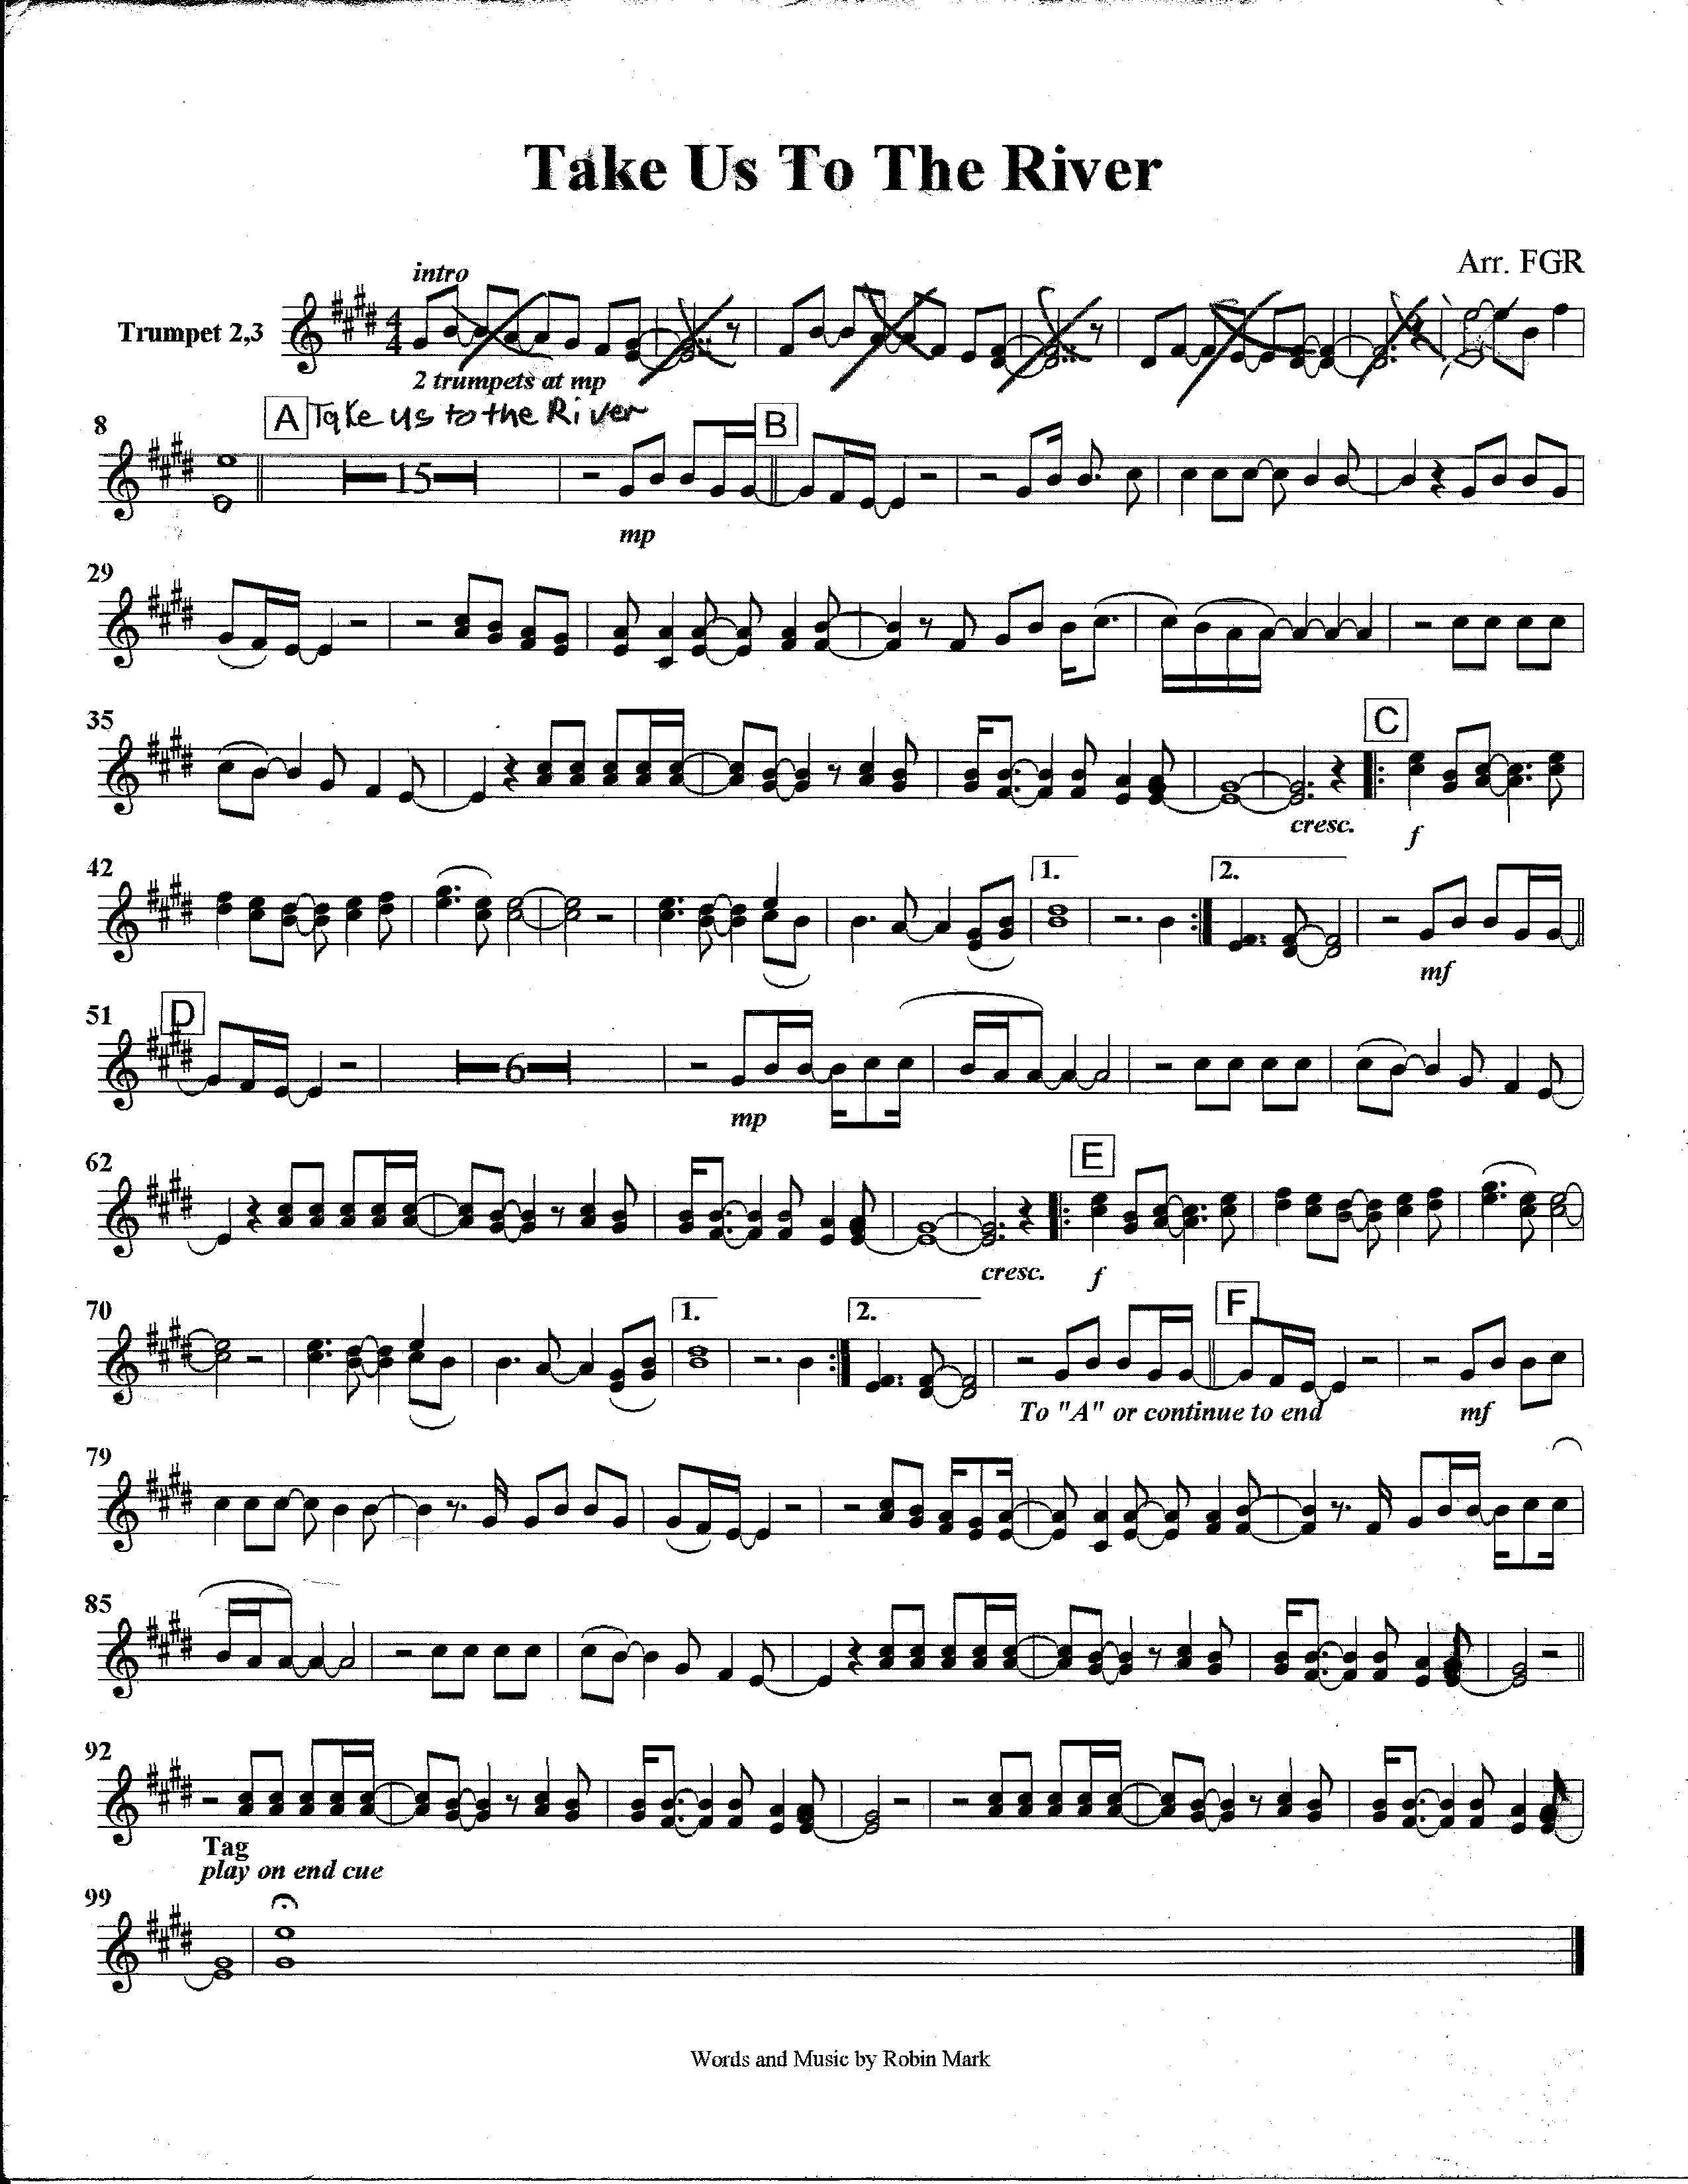 Take Us To The River
Arr. FGR
intro
Trumpet 2,3
4
4
2 trumpets at mp
8
A Take us to the River
B
15
mp
29
35
C
cresc.
f
42
1.
2.
mf
51
D
6
mp
62
E
cresc.
f
70
1.
2.
F
To "A" or continue to end
mf
79
85
92
Tag
play on end cue
99
Words and Music by Robin Mark